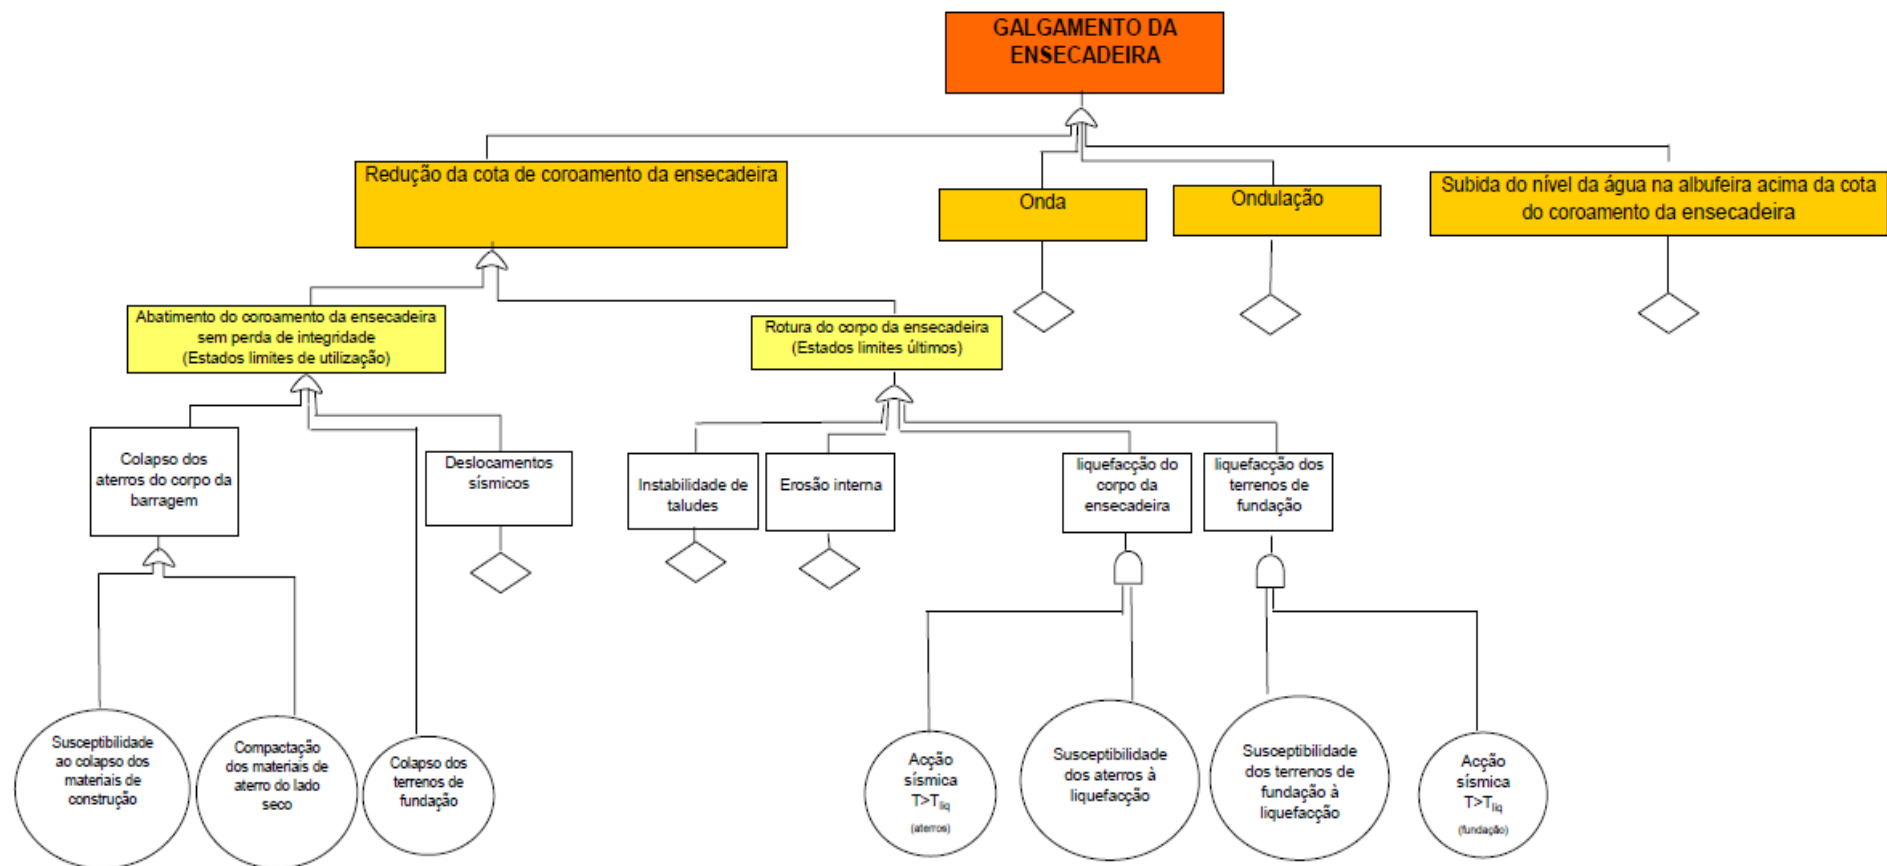 GALGAMENTO DA
ENSECADEIRA
Redução da cota de coroamento da ensecadeira
Onda
Ondulação
Subida do nível da água na albufeira acima da cota
do coroamento da ensecadeira
Abatimento do coroamento da ensecadeira
sem perda de integridade
(Estados limites de utilização)
Rotura do corpo da ensecadeira
(Estados limites últimos)
Colapso dos
aterros do corpo da
barragem
Deslocamentos
sísmicos
Instabilidade de
taludes
Erosão interna
liquefacção do
corpo da
ensecadeira
liquefacção dos
terrenos de
fundação
Susceptibilidade
ao colapso dos
materiais de
construção
Compactação
dos materiais de
aterro do lado
seco
Colapso dos
terrenos de
fundação
Acção
sísmica
T>Tliq
(aterros)
Susceptibilidade
dos aterros à
liquefacção
Susceptibilidade
dos terrenos de
fundação à
liquefacção
Acção
sísmica
T>Tliq
(fundação)